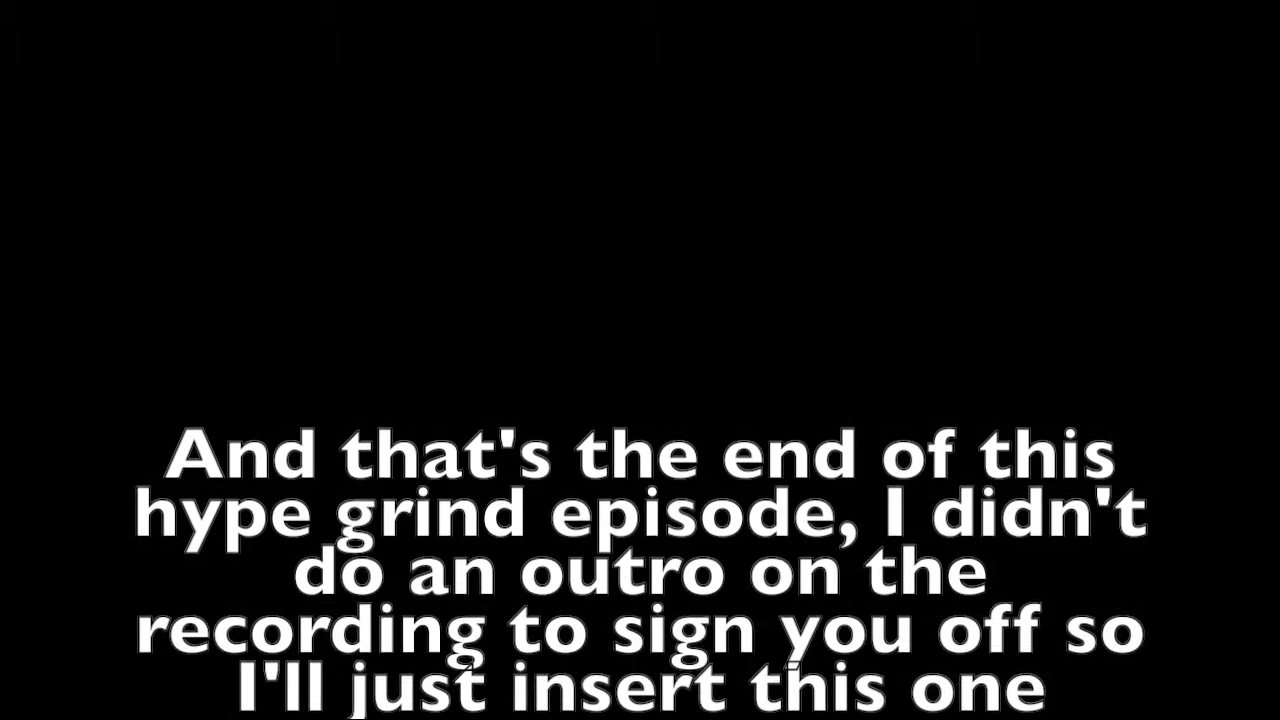 And that's the end of this
hype grind episode, I didn't
do an outro on the
recording to sign you off so
I'll just insert this one